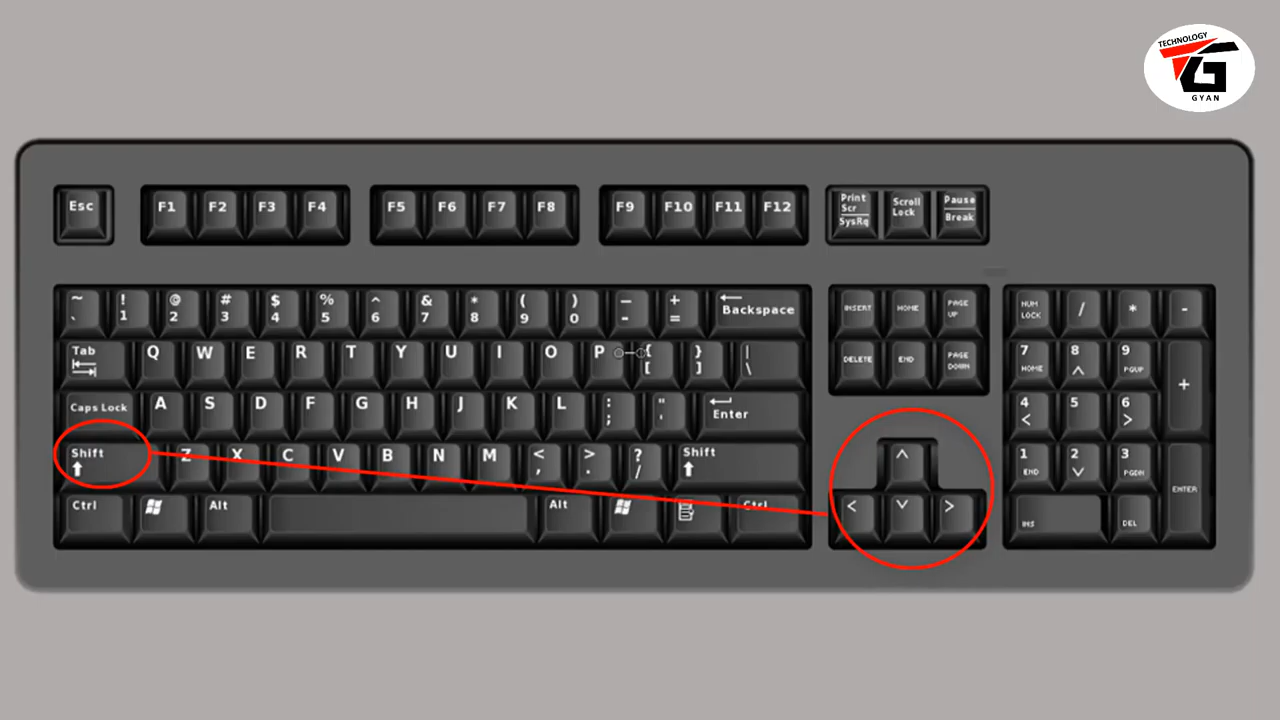 TECHNOLOGY
TG
GYAN
Esc F1 F2 F3 F4 F5 F6 F7 F8 F9 F10 F11 F12 Print Scr SysRq Scroll Lock Pause Break
~ ` ! 1 @ 2 # 3 $ 4 % 5 ^ 6 & 7 * 8 ( 9 ) 0 — - + = Backspace INSERT HOME PAGE UP NUM LOCK / * -
Tab Q W E R T Y U I O P { [ } ] | \ DELETE END PAGE DOWN 7 HOME 8 ^ 9 PGUP +
Caps Lock A S D F G H J K L : ; " ' Enter 4 < 5 6 >
Shift Z X C V B N M < , > . ? / Shift ^ 1 END 2 v 3 PGDN ENTER
Ctrl Alt Alt Ctrl < v > INS DEL